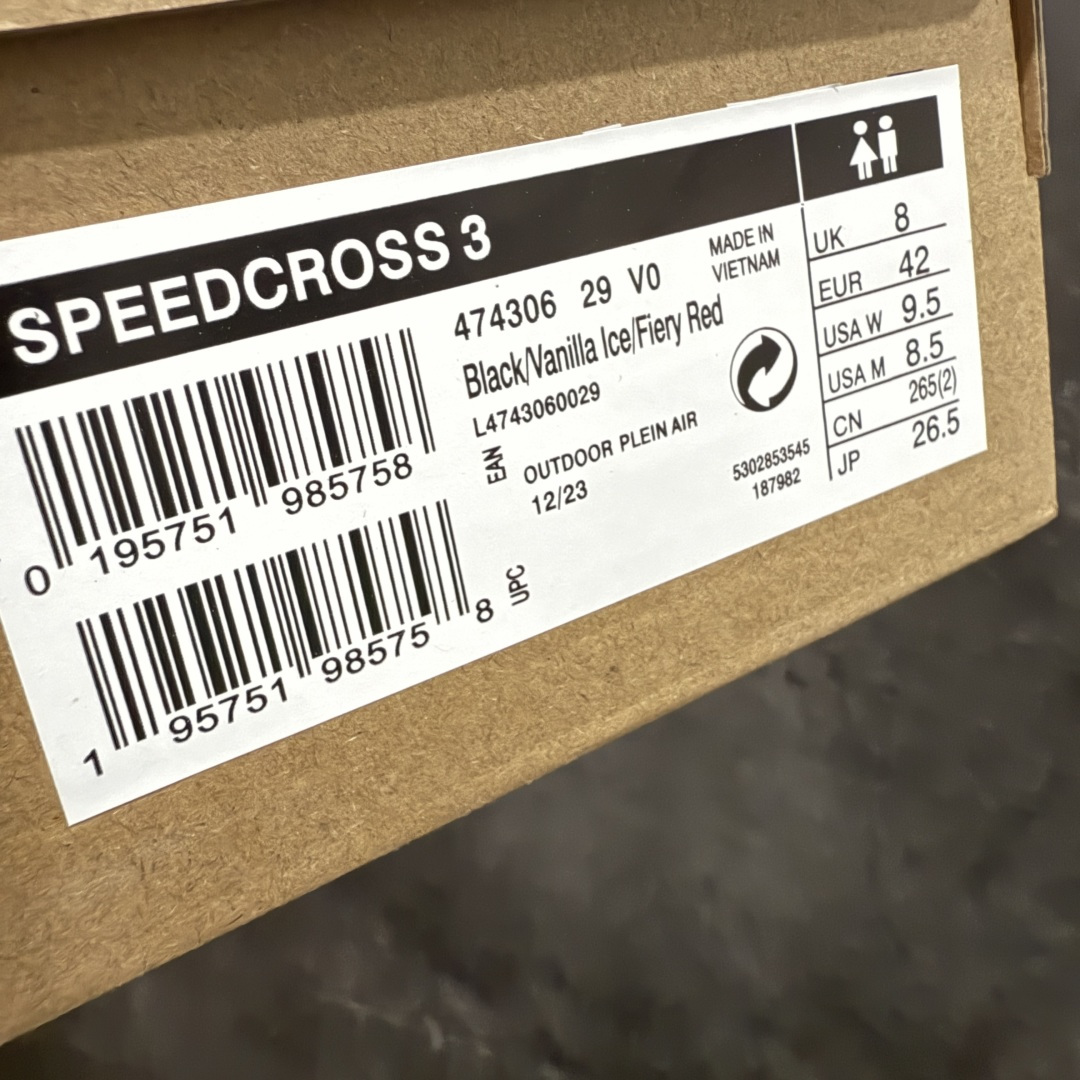 SPEEDCROSS 3
474306 29 V0
MADE IN
VIETNAM
Black/Vanilla Ice/Fiery Red
L4743060029
EAN
OUTDOOR PLEIN AIR
12/23
5302853545
187982
0 195751 985758
UPC
1 95751 98575 8
UK 8
EUR 42
USA W 9.5
USA M 8.5
CN 265(2)
JP 26.5